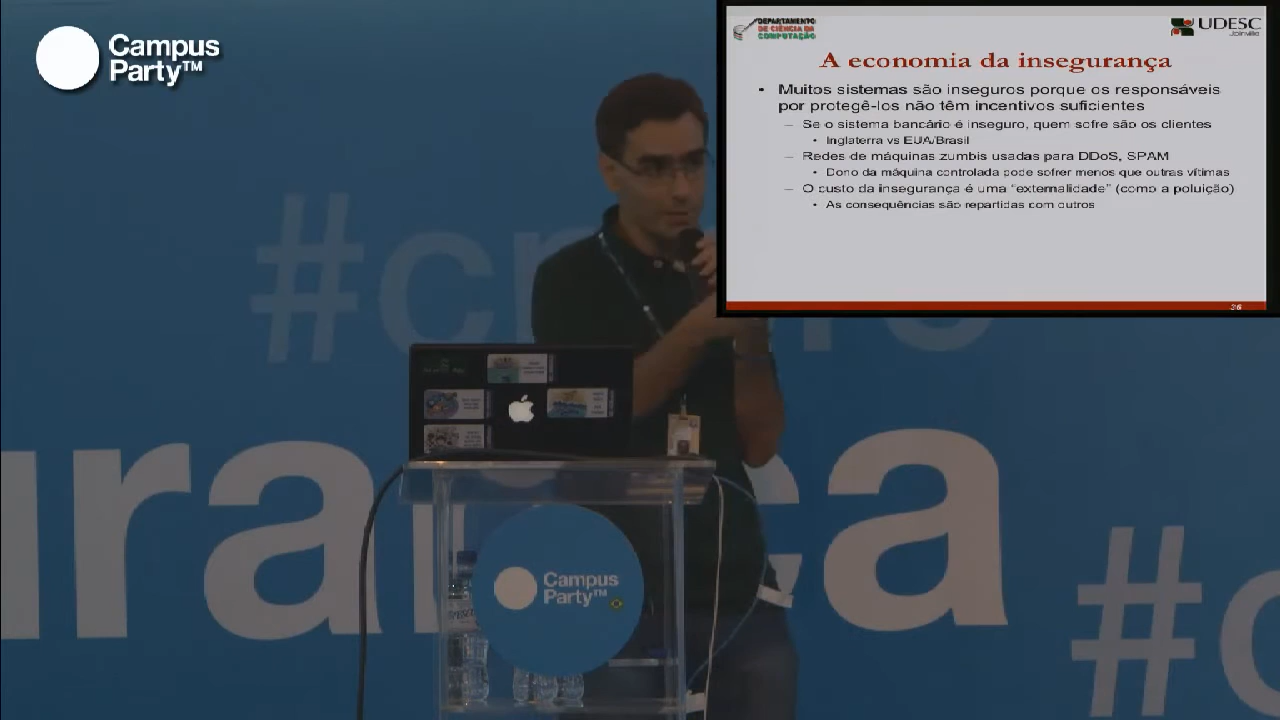 Campus
Party™
DEPARTAMENTO
DE CIÊNCIA DA
COMPUTAÇÃO
UDESC
Joinville
A economia da insegurança
• Muitos sistemas são inseguros porque os responsáveis
por protegê-los não têm incentivos suficientes
– Se o sistema bancário é inseguro, quem sofre são os clientes
• Inglaterra vs EUA/Brasil
– Redes de máquinas zumbis usadas para DDoS, SPAM
• Dono da máquina controlada pode sofrer menos que outras vítimas
– O custo da insegurança é uma “externalidade” (como a poluição)
• As consequências são repartidas com outros
36
Campus
Party™